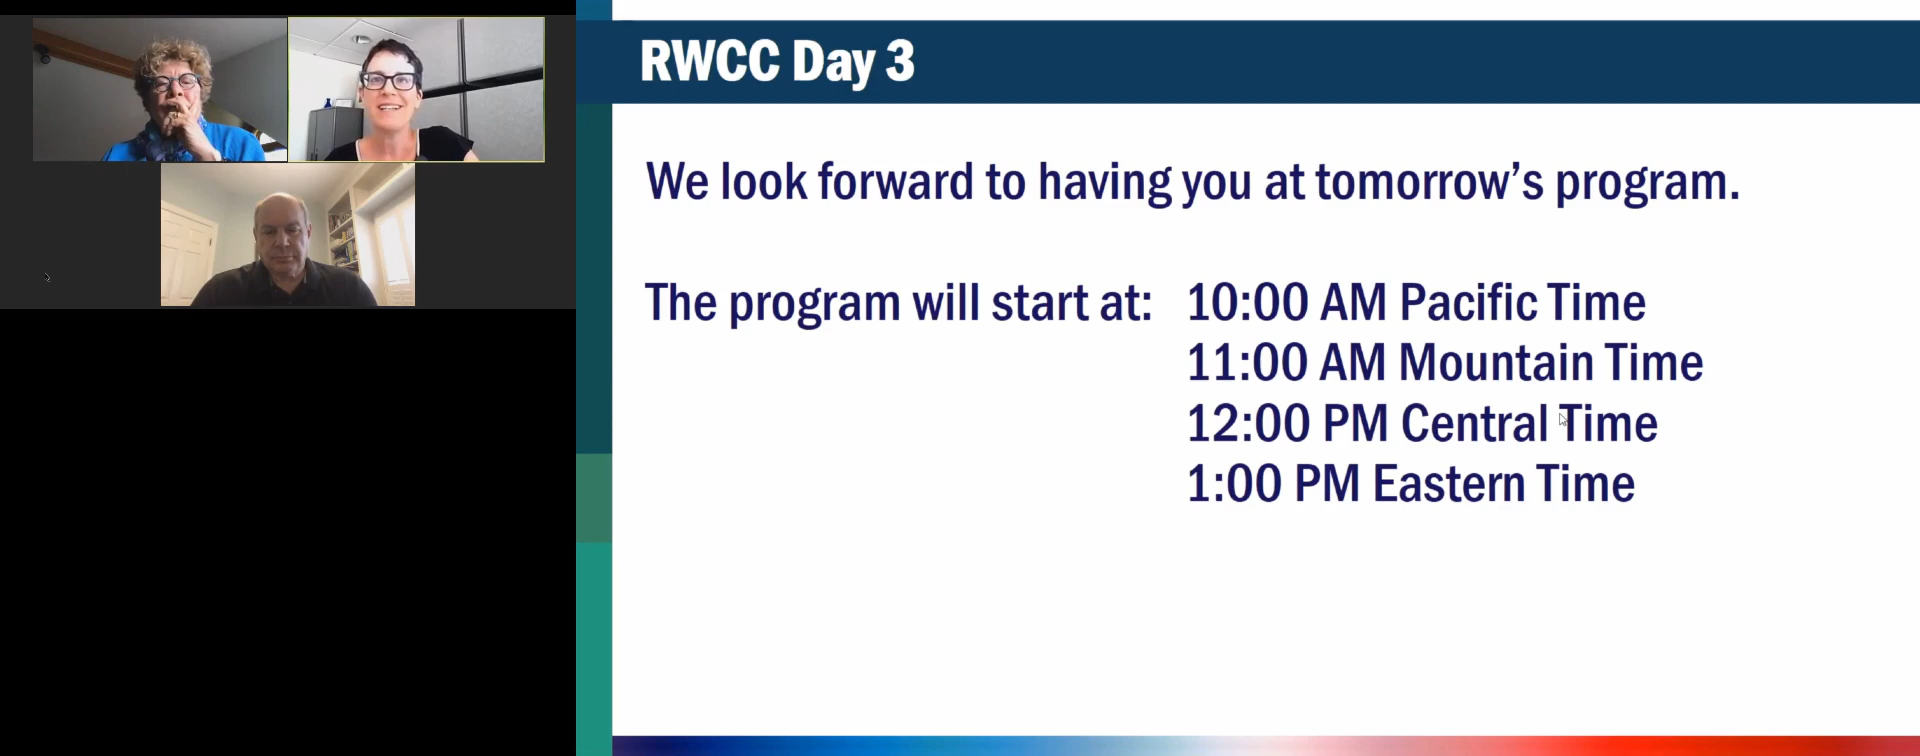 RWCC Day 3
We look forward to having you at tomorrow’s program.
The program will start at: 10:00 AM Pacific Time
11:00 AM Mountain Time
12:00 PM Central Time
1:00 PM Eastern Time